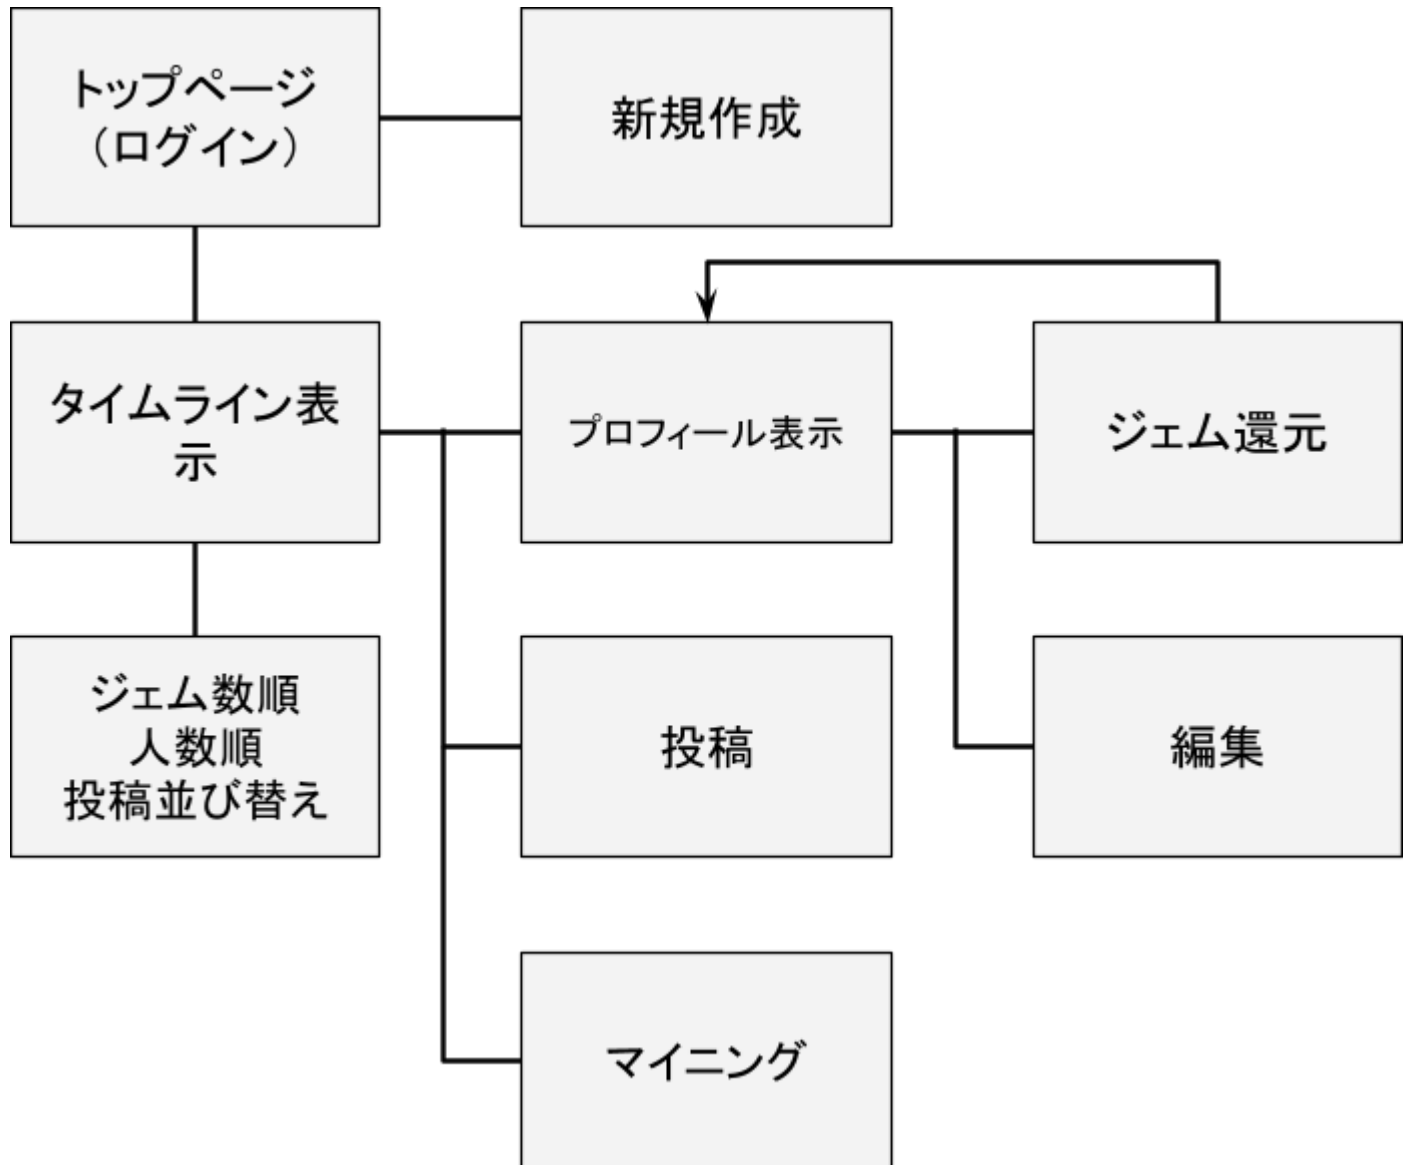 トップページ
（ログイン）
新規作成
タイムライン表
示
プロフィール表示
ジェム還元
ジェム数順
人数順
投稿並び替え
投稿
編集
マイニング